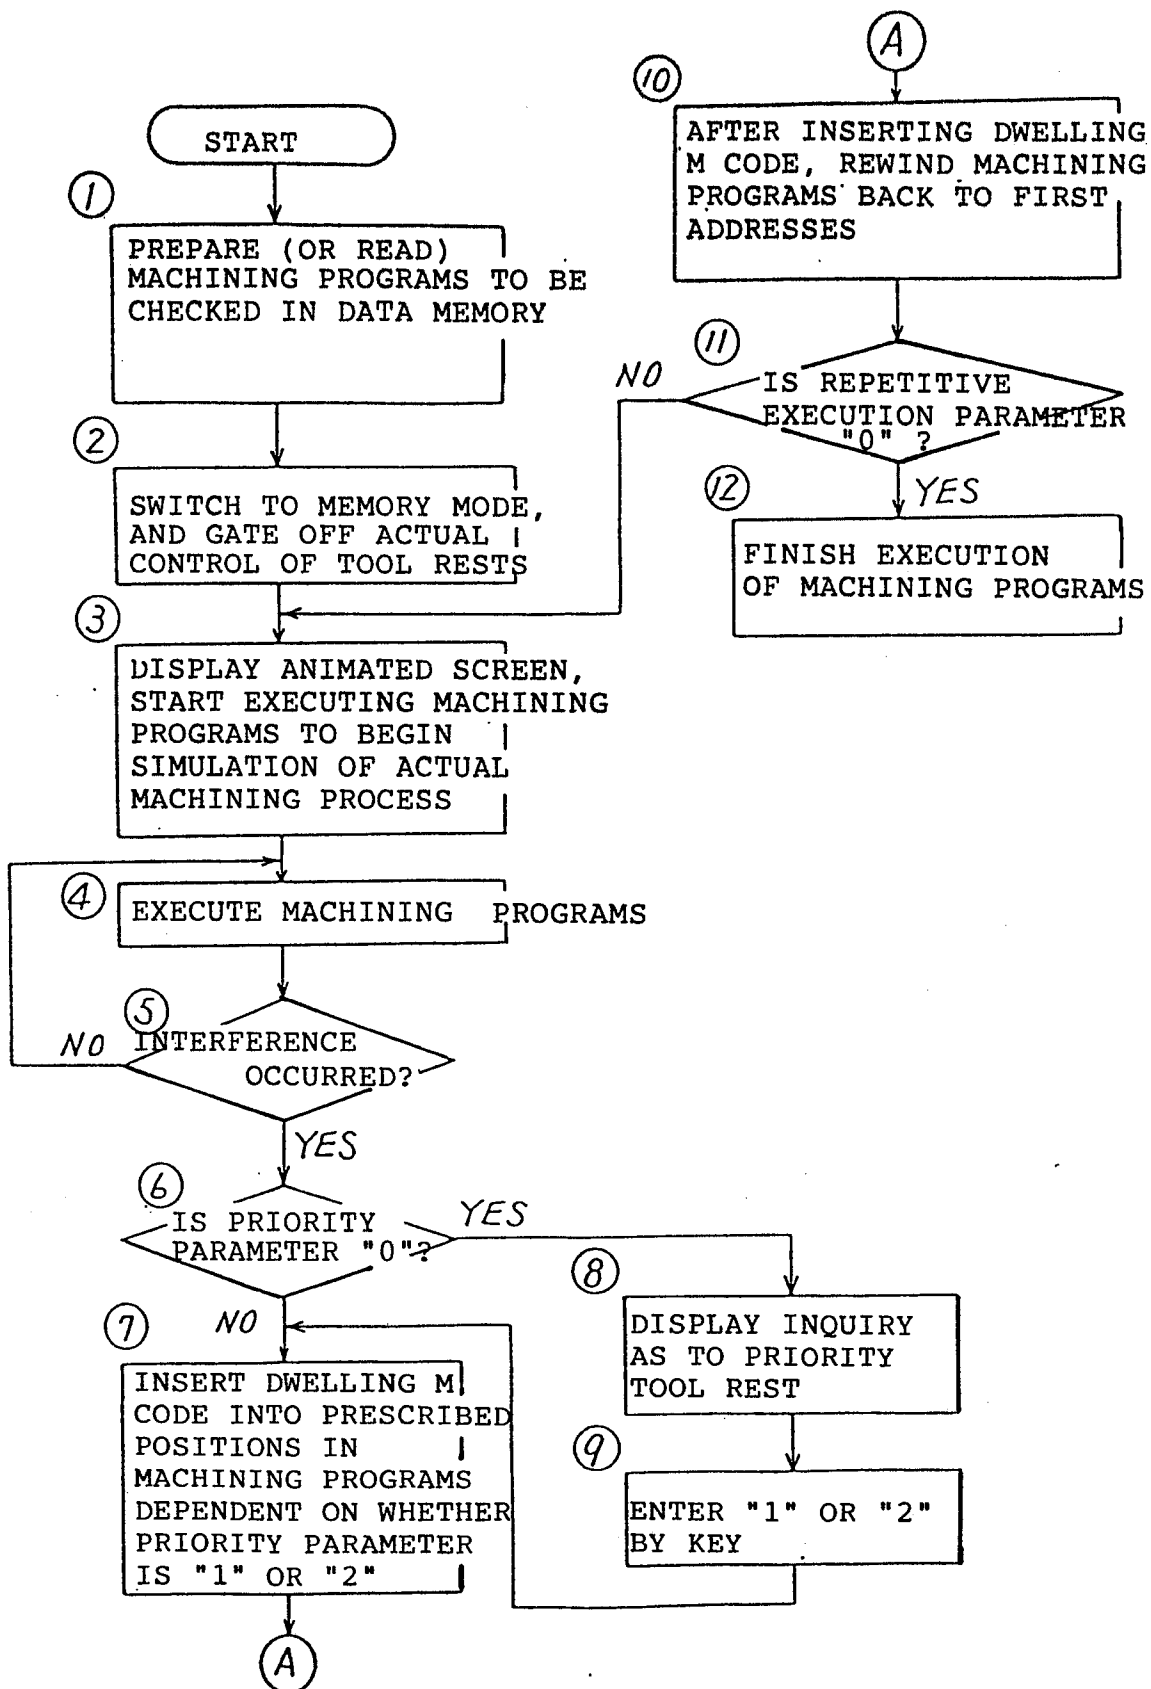 START
1
PREPARE (OR READ)
MACHINING PROGRAMS TO BE
CHECKED IN DATA MEMORY
2
SWITCH TO MEMORY MODE,
AND GATE OFF ACTUAL
CONTROL OF TOOL RESTS
3
DISPLAY ANIMATED SCREEN,
START EXECUTING MACHINING
PROGRAMS TO BEGIN
SIMULATION OF ACTUAL
MACHINING PROCESS
4
EXECUTE MACHINING PROGRAMS
5
INTERFERENCE
OCCURRED?
NO
YES
6
IS PRIORITY
PARAMETER "0"?
YES
NO
7
INSERT DWELLING M
CODE INTO PRESCRIBED
POSITIONS IN
MACHINING PROGRAMS
DEPENDENT ON WHETHER
PRIORITY PARAMETER
IS "1" OR "2"
A
8
DISPLAY INQUIRY
AS TO PRIORITY
TOOL REST
9
ENTER "1" OR "2"
BY KEY
A
10
AFTER INSERTING DWELLING
M CODE, REWIND MACHINING
PROGRAMS BACK TO FIRST
ADDRESSES
11
IS REPETITIVE
EXECUTION PARAMETER
"0" ?
NO
YES
12
FINISH EXECUTION
OF MACHINING PROGRAMS